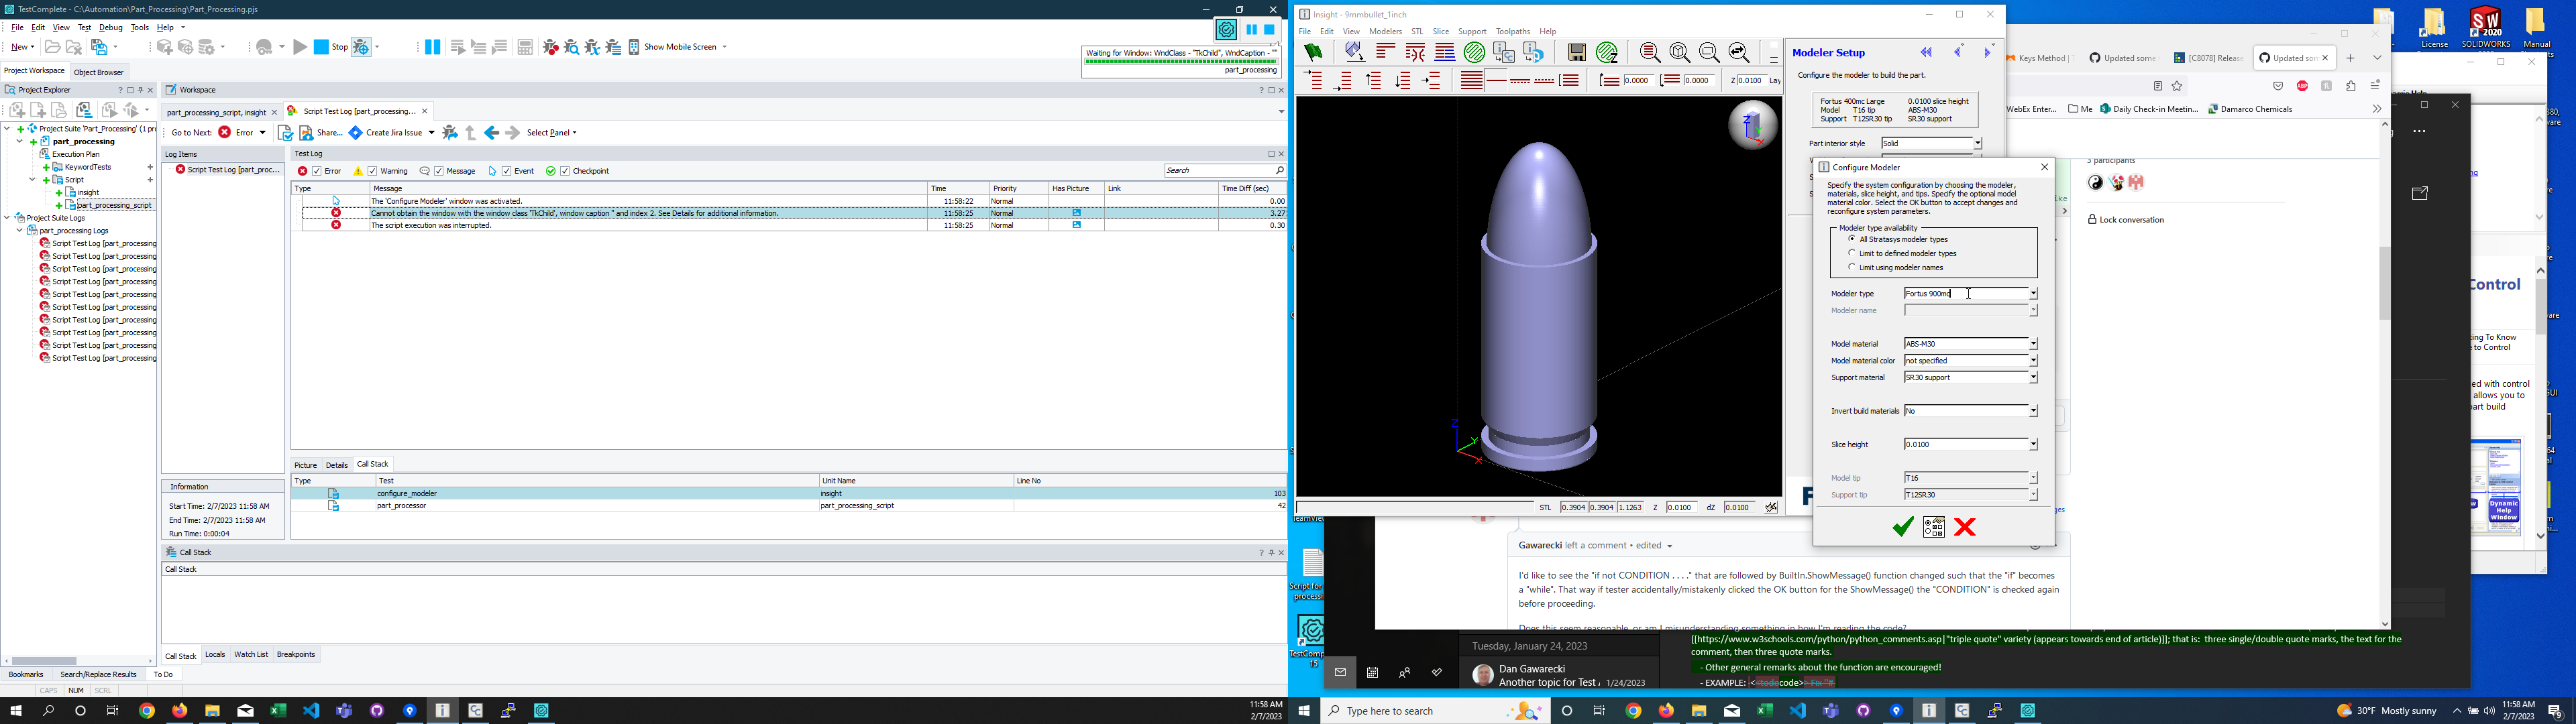 TestComplete - C:\Automation\Part_Processing\Part_Processing.pjs
File Edit View Test Debug Tools Help
New
Stop
Show Mobile Screen
Waiting for Window: WndClass - "TkChild", WndCaption - ""
part_processing
Project Workspace Object Browser
Project Explorer
Project Suite 'Part_Processing' (1 pro
part_processing
Execution Plan
KeywordTests
Script
insight
part_processing_script
Project Suite Logs
part_processing Logs
Script Test Log [part_processing
Script Test Log [part_processing
Script Test Log [part_processing
Script Test Log [part_processing
Script Test Log [part_processing
Script Test Log [part_processing
Script Test Log [part_processing
Script Test Log [part_processing
Script Test Log [part_processing
Script Test Log [part_processing
Workspace
part_processing_script, insight
Script Test Log [part_processing...
Go to Next: Error Share... Create Jira Issue Select Panel
Log Items
Script Test Log [part_proc...
Test Log
Error Warning Message Event Checkpoint
Search
Type Message Time Priority Has Picture Link Time Diff (sec)
The 'Configure Modeler' window was activated. 11:58:22 Normal 0.00
Cannot obtain the window with the window class 'TkChild', window caption '' and index 2. See Details for additional information. 11:58:25 Normal 3.27
The script execution was interrupted. 11:58:25 Normal 0.30
Picture Details Call Stack
Type Test Unit Name Line No
configure_modeler insight 103
part_processor part_processing_script 42
Information
Start Time: 2/7/2023 11:58 AM
End Time: 2/7/2023 11:58 AM
Run Time: 0:00:04
Call Stack
Call Stack
Call Stack Locals Watch List Breakpoints
Bookmarks Search/Replace Results To Do
CAPS NUM SCRL
11:58 AM
2/7/2023
Insight - 9mmbullet_1inch
File Edit View Modelers STL Slice Support Toolpaths Help
0.0000 0.0000 Z 0.0100 Lay
Modeler Setup
Configure the modeler to build the part.
Fortus 400mc Large 0.0100 slice height
Model T16 tip ABS-M30
Support T12SR30 tip SR30 support
Part interior style Solid
Configure Modeler
Specify the system configuration by choosing the modeler,
materials, slice height, and tips. Specify the optional model
material color. Select the OK button to accept changes and
reconfigure system parameters.
Modeler type availability
All Stratasys modeler types
Limit to defined modeler types
Limit using modeler names
Modeler type Fortus 900mc
Modeler name
Model material ABS-M30
Model material color not specified
Support material SR30 support
Invert build materials No
Slice height 0.0100
Model tip T16
Support tip T12SR30
Z
Y
X
STL 0.3904 0.3904 1.1263 Z 0.0100 dZ 0.0100
License
SOLIDWORKS
2020
Manual
Keys Method |
Updated some
[C8078] Release
Updated som
WebEx Enter... Me Daily Check-in Meetin... Damarco Chemicals
3 participants
Lock conversation
Control
ting To Know
e to Control
ed with control
allows you to
art build
Dynamic
Help
Window
Gawarecki left a comment • edited
I'd like to see the "if not CONDITION . . . ." that are followed by BuiltIn.ShowMessage() function changed such that the "if" becomes
a "while". That way if tester accidentally/mistakenly clicked the OK button for the ShowMessage() the "CONDITION" is checked again
before proceeding.
Does this seem reasonable, or am I misunderstanding something in how I'm reading the code?
TeamVie
Script for
processin
TestComp
15
Tuesday, January 24, 2023
Dan Gawarecki
Another topic for Test 1/24/2023
[[https://www.w3schools.com/python/python_comments.asp|"triple quote" variety (appears towards end of article)]]; that is: three single/double quote marks, the text for the
comment, then three quote marks.
- Other general remarks about the function are encouraged!
- EXAMPLE: <
Type here to search
30°F Mostly sunny
11:58 AM
2/7/2023